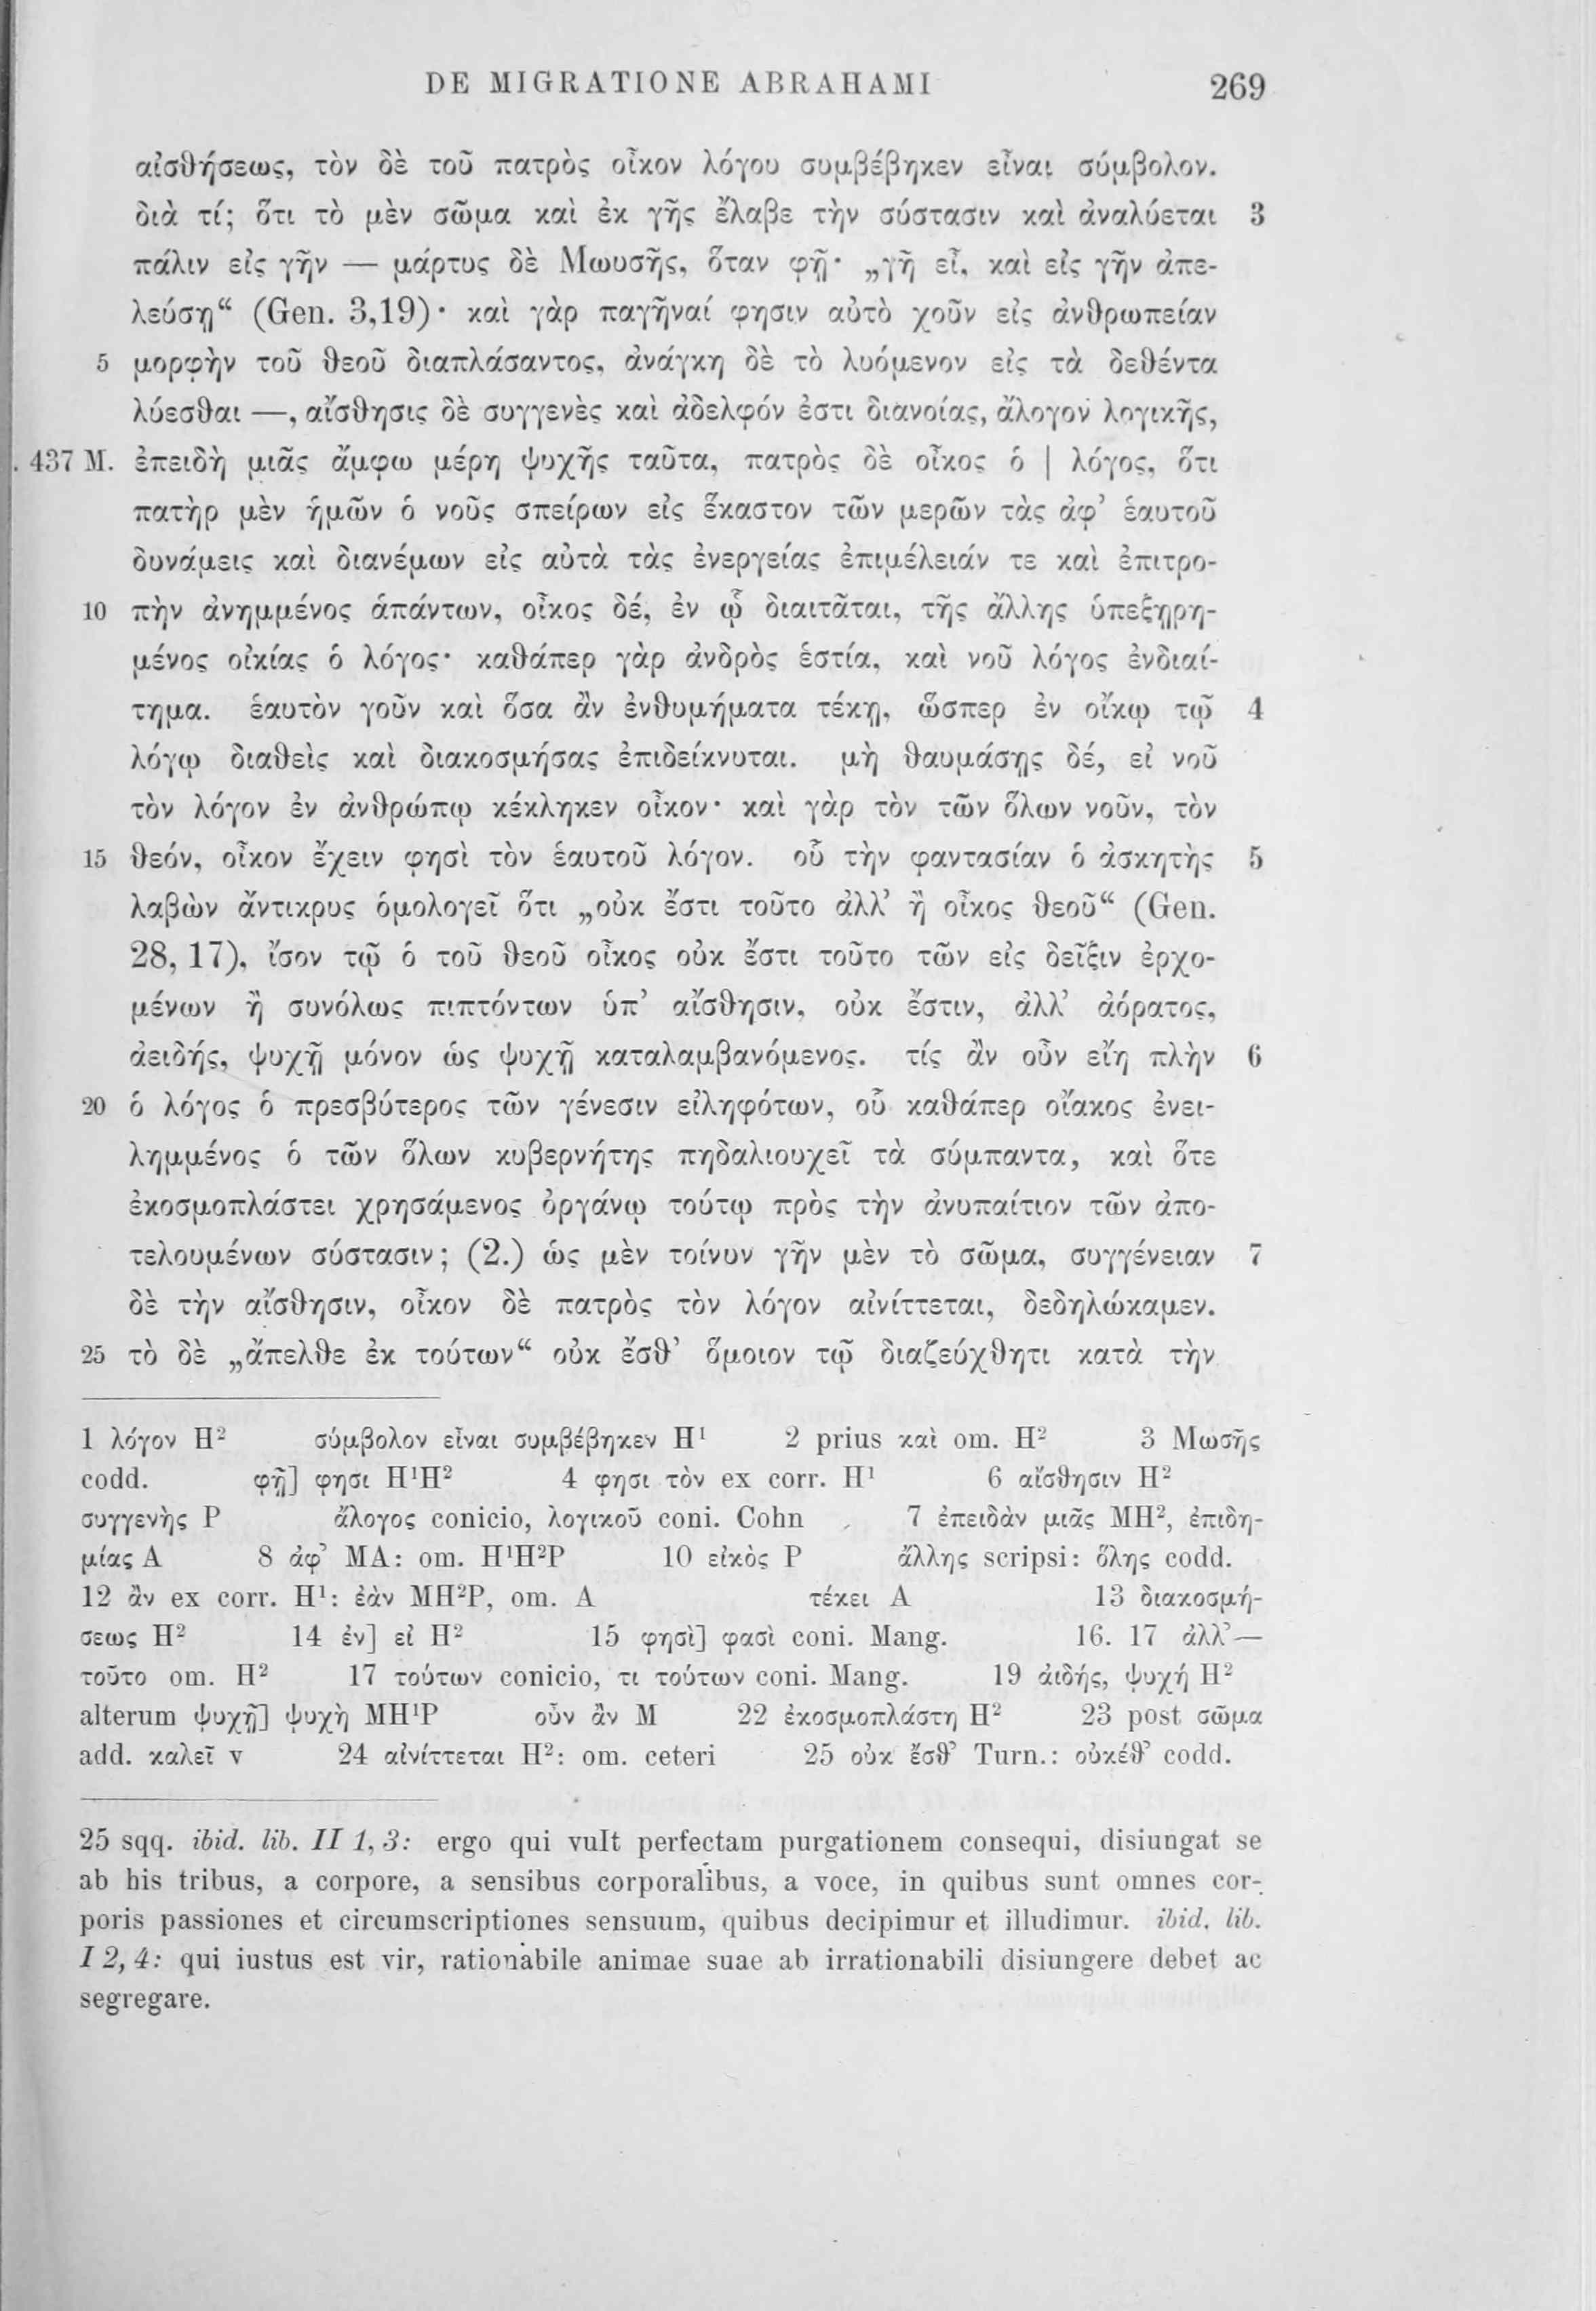 DE MIGRATIONE ABRAHAMI 269
αἰσθήσεως, τὸν δὲ τοῦ πατρὸς οἶκον λόγου συμβέβηκεν εἶναι σύμβολον.
διὰ τί; ὅτι τὸ μὲν σῶμα καὶ ἐκ γῆς ἔλαβε τὴν σύστασιν καὶ ἀναλύεται 3
πάλιν εἰς γῆν — μάρτυς δὲ Μωυσῆς, ὅταν φῇ· „γῆ εἶ, καὶ εἰς γῆν ἀπε-
λεύσῃ“ (Gen. 3,19)· καὶ γὰρ παγῆναί φησιν αὐτὸ χοῦν εἰς ἀνθρωπείαν
5 μορφὴν τοῦ θεοῦ διαπλάσαντος, ἀνάγκη δὲ τὸ λυόμενον εἰς τὰ δεθέντα
λύεσθαι —, αἴσθησις δὲ συγγενὲς καὶ ἀδελφόν ἐστι διανοίας, ἄλογον λογικῆς,
. 437 M. ἐπειδὴ μιᾶς ἄμφω μέρη ψυχῆς ταῦτα, πατρὸς δὲ οἶκος ὁ | λόγος, ὅτι
πατὴρ μὲν ἡμῶν ὁ νοῦς σπείρων εἰς ἕκαστον τῶν μερῶν τὰς ἀφ’ ἑαυτοῦ
δυνάμεις καὶ διανέμων εἰς αὐτὰ τὰς ἐνεργείας ἐπιμέλειάν τε καὶ ἐπιτρο-
10 πὴν ἀνημμένος ἁπάντων, οἶκος δέ, ἐν ᾧ διαιτᾶται, τῆς ἄλλης ὑπεξῃρη-
μένος οἰκίας ὁ λόγος· καθάπερ γὰρ ἀνδρὸς ἑστία, καὶ νοῦ λόγος ἐνδιαί-
τημα. ἑαυτὸν γοῦν καὶ ὅσα ἂν ἐνθυμήματα τέκῃ, ὥσπερ ἐν οἴκῳ τῷ 4
λόγῳ διαθεὶς καὶ διακοσμήσας ἐπιδείκνυται. μὴ θαυμάσῃς δέ, εἰ νοῦ
τὸν λόγον ἐν ἀνθρώπῳ κέκληκεν οἶκον· καὶ γὰρ τὸν τῶν ὅλων νοῦν, τὸν
15 θεόν, οἶκον ἔχειν φησὶ τὸν ἑαυτοῦ λόγον. οὗ τὴν φαντασίαν ὁ ἀσκητὴς 5
λαβὼν ἄντικρυς ὁμολογεῖ ὅτι „οὐκ ἔστι τοῦτο ἀλλ’ ἢ οἶκος θεοῦ“ (Gen.
28, 17), ἴσον τῷ ὁ τοῦ θεοῦ οἶκος οὐκ ἔστι τοῦτο τῶν εἰς δεῖξιν ἐρχο-
μένων ἢ συνόλως πιπτόντων ὑπ’ αἴσθησιν, οὐκ ἔστιν, ἀλλ’ ἀόρατος,
ἀειδής, ψυχῇ μόνον ὡς ψυχῇ καταλαμβανόμενος. τίς ἂν οὖν εἴη πλὴν 6
20 ὁ λόγος ὁ πρεσβύτερος τῶν γένεσιν εἰληφότων, οὗ καθάπερ οἴακος ἐνει-
λημμένος ὁ τῶν ὅλων κυβερνήτης πηδαλιουχεῖ τὰ σύμπαντα, καὶ ὅτε
ἐκοσμοπλάστει χρησάμενος ὀργάνῳ τούτῳ πρὸς τὴν ἀνυπαίτιον τῶν ἀπο-
τελουμένων σύστασιν; (2.) ὡς μὲν τοίνυν γῆν μὲν τὸ σῶμα, συγγένειαν 7
δὲ τὴν αἴσθησιν, οἶκον δὲ πατρὸς τὸν λόγον αἰνίττεται, δεδηλώκαμεν.
25 τὸ δὲ „ἄπελθε ἐκ τούτων“ οὐκ ἔσθ’ ὅμοιον τῷ διαζεύχθητι κατὰ τὴν
1 λόγον H² σύμβολον εἶναι συμβέβηκεν H¹ 2 prius καὶ om. H² 3 Μωσῆς
codd. φῇ] φησι H¹H² 4 φησι τὸν ex corr. H¹ 6 αἴσθησιν H²
συγγενὴς P ἄλογος conicio, λογικοῦ coni. Cohn 7 ἐπειδὰν μιᾶς MH², ἐπιδη-
μίας A 8 ἀφ’ MA: om. H¹H²P 10 εἰκὸς P ἄλλης scripsi: ὅλης codd.
12 ἂν ex corr. H¹: ἐὰν MH²P, om. A τέκει A 13 διακοσμή-
σεως H² 14 ἐν] εἰ H² 15 φησὶ] φασὶ coni. Mang. 16. 17 ἀλλ’—
τοῦτο om. H² 17 τούτων conicio, τι τούτων coni. Mang. 19 ἀιδής, ψυχή H²
alterum ψυχῇ] ψυχὴ MH¹P οὖν ἂν M 22 ἐκοσμοπλάστη H² 23 post σῶμα
add. καλεῖ v 24 αἰνίττεται H²: om. ceteri 25 οὐκ ἔσθ’ Turn.: οὐκέθ’ codd.
25 sqq. ibid. lib. II 1, 3: ergo qui vult perfectam purgationem consequi, disiungat se
ab his tribus, a corpore, a sensibus corporalibus, a voce, in quibus sunt omnes cor-
poris passiones et circumscriptiones sensuum, quibus decipimur et illudimur. ibid. lib.
I 2, 4: qui iustus est vir, rationabile animae suae ab irrationabili disiungere debet ac
segregare.